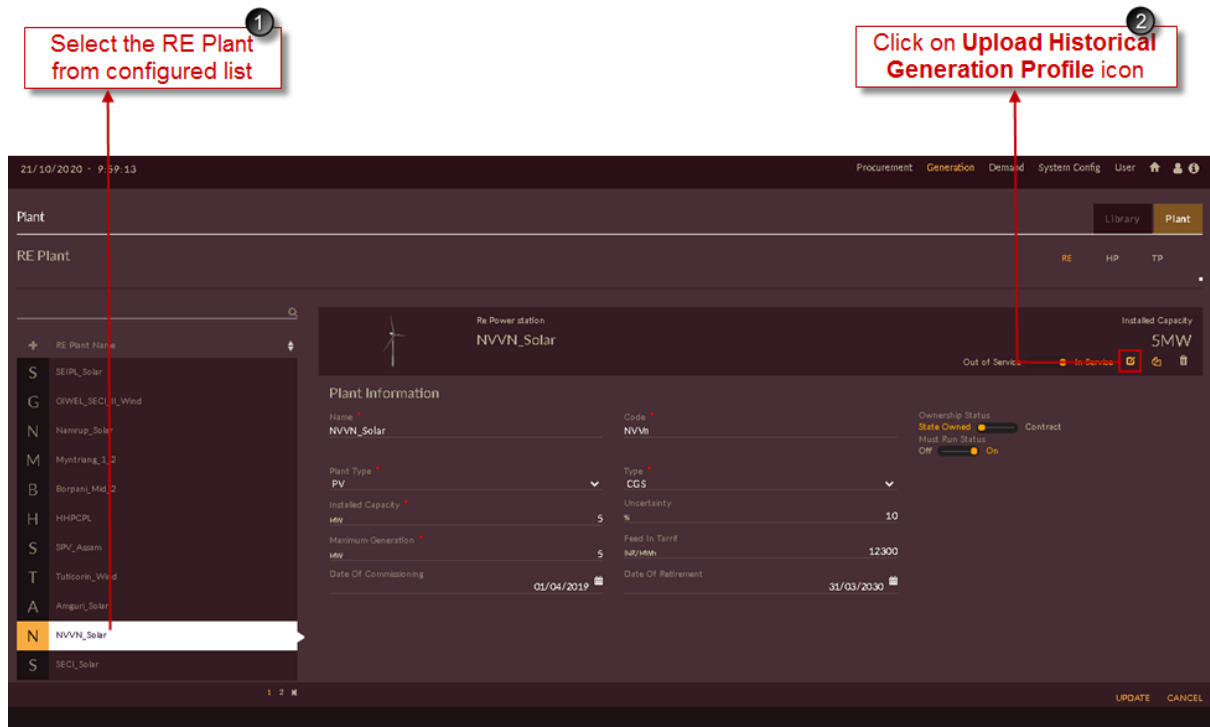 1
Select the RE Plant
from configured list
2
Click on Upload Historical
Generation Profile icon
21/10/2020 - 9:59:13
Procurement Generation Demand System Config User
Plant
Library Plant
RE Plant
RE HP TP
RE Plant Name
S SEIPL_Solar
G GIWEL_SECI_II_Wind
N Namrup_Solar
M Myntriang_1_2
B Borpani_Mid_2
H HHPCPL
S SPV_Assam
T Tuticorin_Wind
A Amguri_Solar
N NVVN_Solar
S SECI_Solar
1 2
Re Power station
NVVN_Solar
Installed Capacity
5MW
Out of Service In Service
Plant Information
Name *
NVVN_Solar
Code *
NVVn
Ownership Status
State Owned Contract
Must Run Status
Off On
Plant Type *
PV
Type *
CGS
Installed Capacity *
MW 5
Uncertainty
% 10
Maximum Generation *
MW 5
Feed In Tarrif
INR/MWh 12300
Date Of Commissioning
01/04/2019
Date Of Retirement
31/03/2030
UPDATE CANCEL